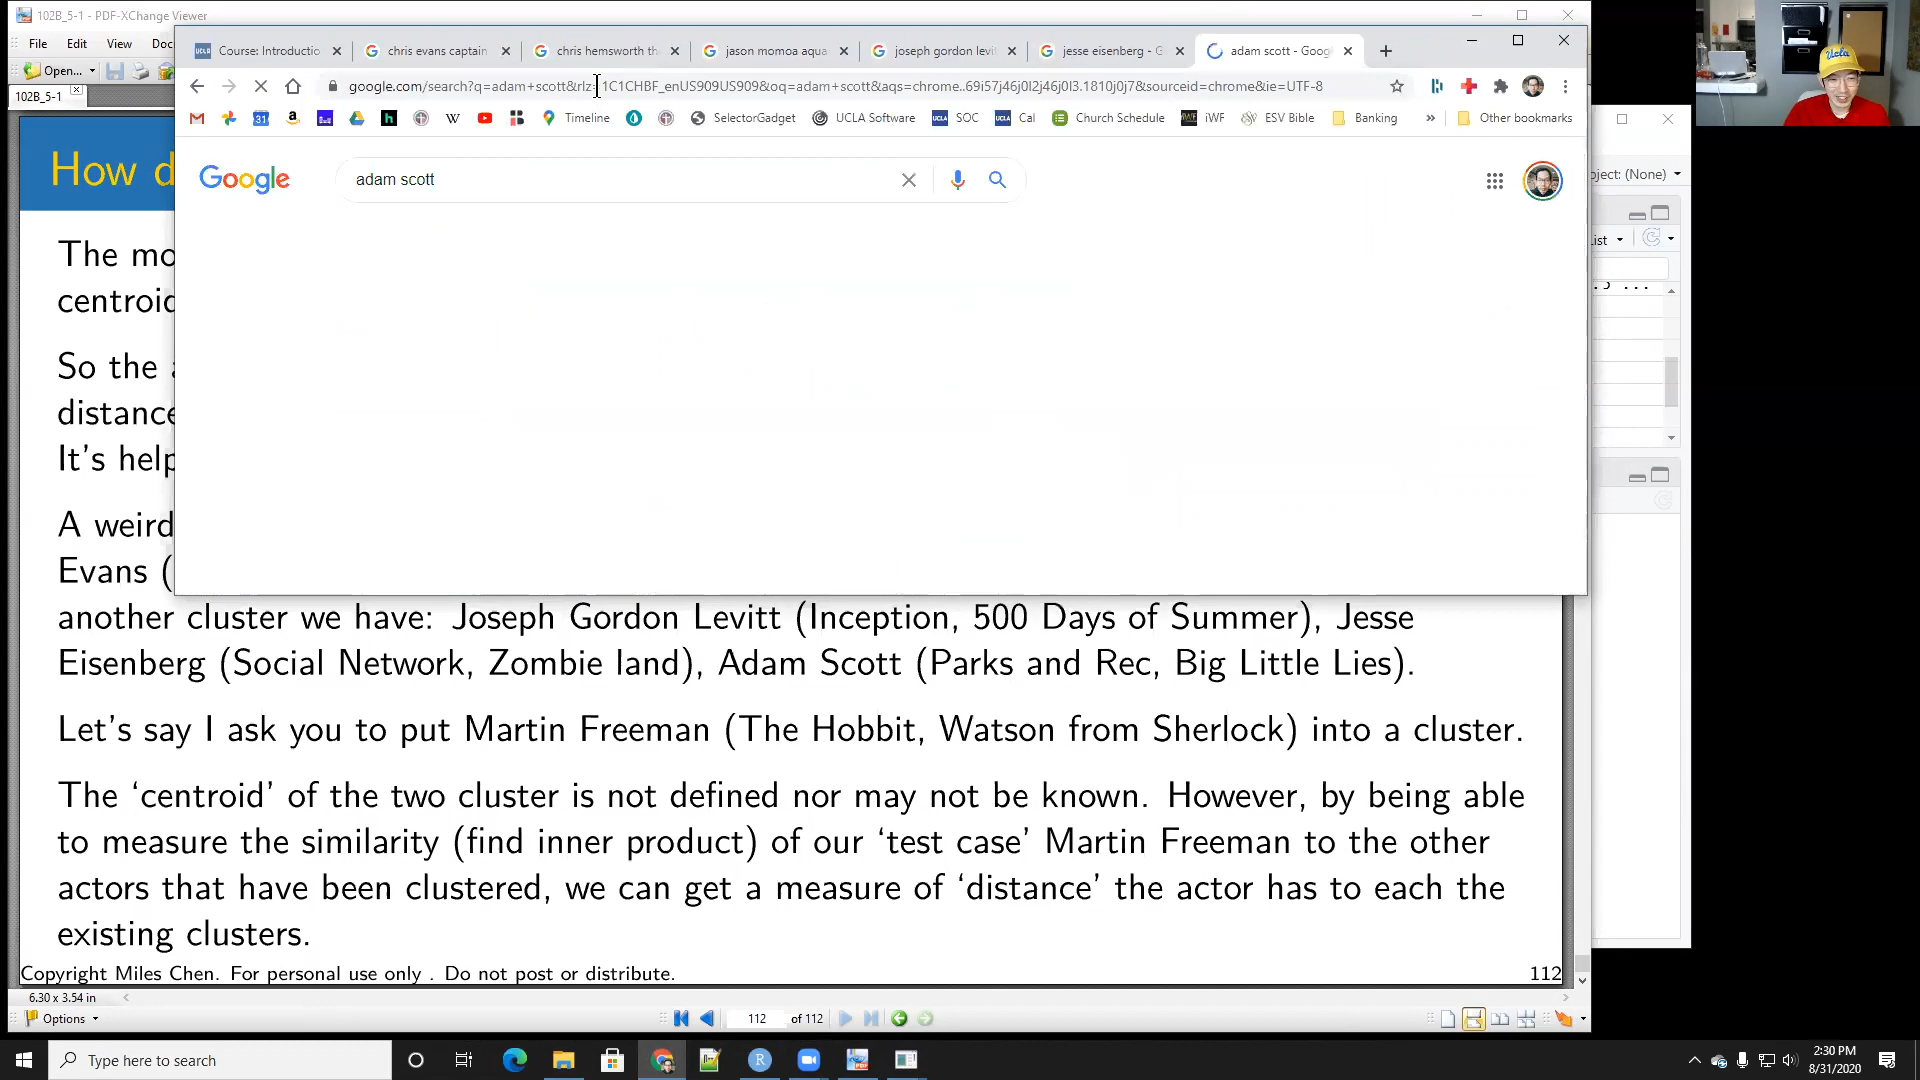 102B_5-1 - PDF-XChange Viewer
File Edit View Doc
Open...
102B_5-1
Course: Introductio
chris evans captain
chris hemsworth th
jason momoa aqua
joseph gordon levi
jesse eisenberg - G
adam scott - Goog
google.com/search?q=adam+scott&rlz=1C1CHBF_enUS909US909&oq=adam+scott&aqs=chrome..69i57j46j0l2j46j0l3.1810j0j7&sourceid=chrome&ie=UTF-8
31 Timeline SelectorGadget UCLA Software SOC Cal Church Schedule iWF ESV Bible Banking » Other bookmarks
Google
adam scott
oject: (None)
ist
How d
The mo
centroid
So the a
distance
It's help
A weird
Evans (
another cluster we have: Joseph Gordon Levitt (Inception, 500 Days of Summer), Jesse
Eisenberg (Social Network, Zombie land), Adam Scott (Parks and Rec, Big Little Lies).
Let's say I ask you to put Martin Freeman (The Hobbit, Watson from Sherlock) into a cluster.
The ‘centroid’ of the two cluster is not defined nor may not be known. However, by being able
to measure the similarity (find inner product) of our ‘test case’ Martin Freeman to the other
actors that have been clustered, we can get a measure of ‘distance’ the actor has to each the
existing clusters.
Copyright Miles Chen. For personal use only . Do not post or distribute.
112
6.30 x 3.54 in
Options
112 of 112
Type here to search
2:30 PM
8/31/2020